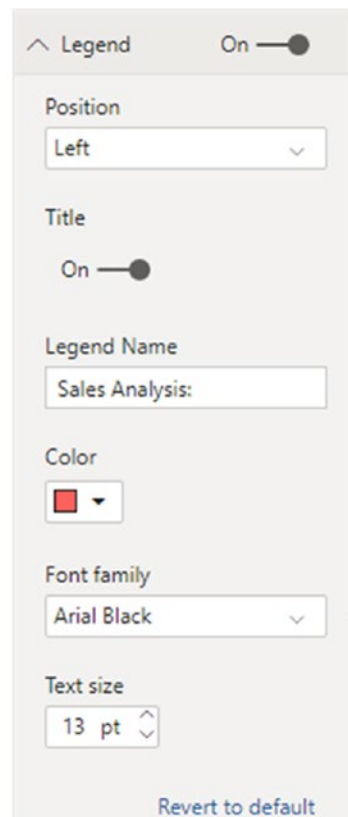 Legend On
Position
Left
Title
On
Legend Name
Sales Analysis:
Color
Font family
Arial Black
Text size
13 pt
Revert to default